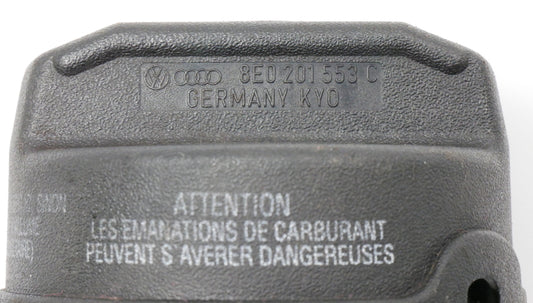 8E0 201 553 C
GERMANY KYO
ATTENTION
LES EMANATIONS DE CARBURANT
PEUVENT S'AVERER DANGEREUSES